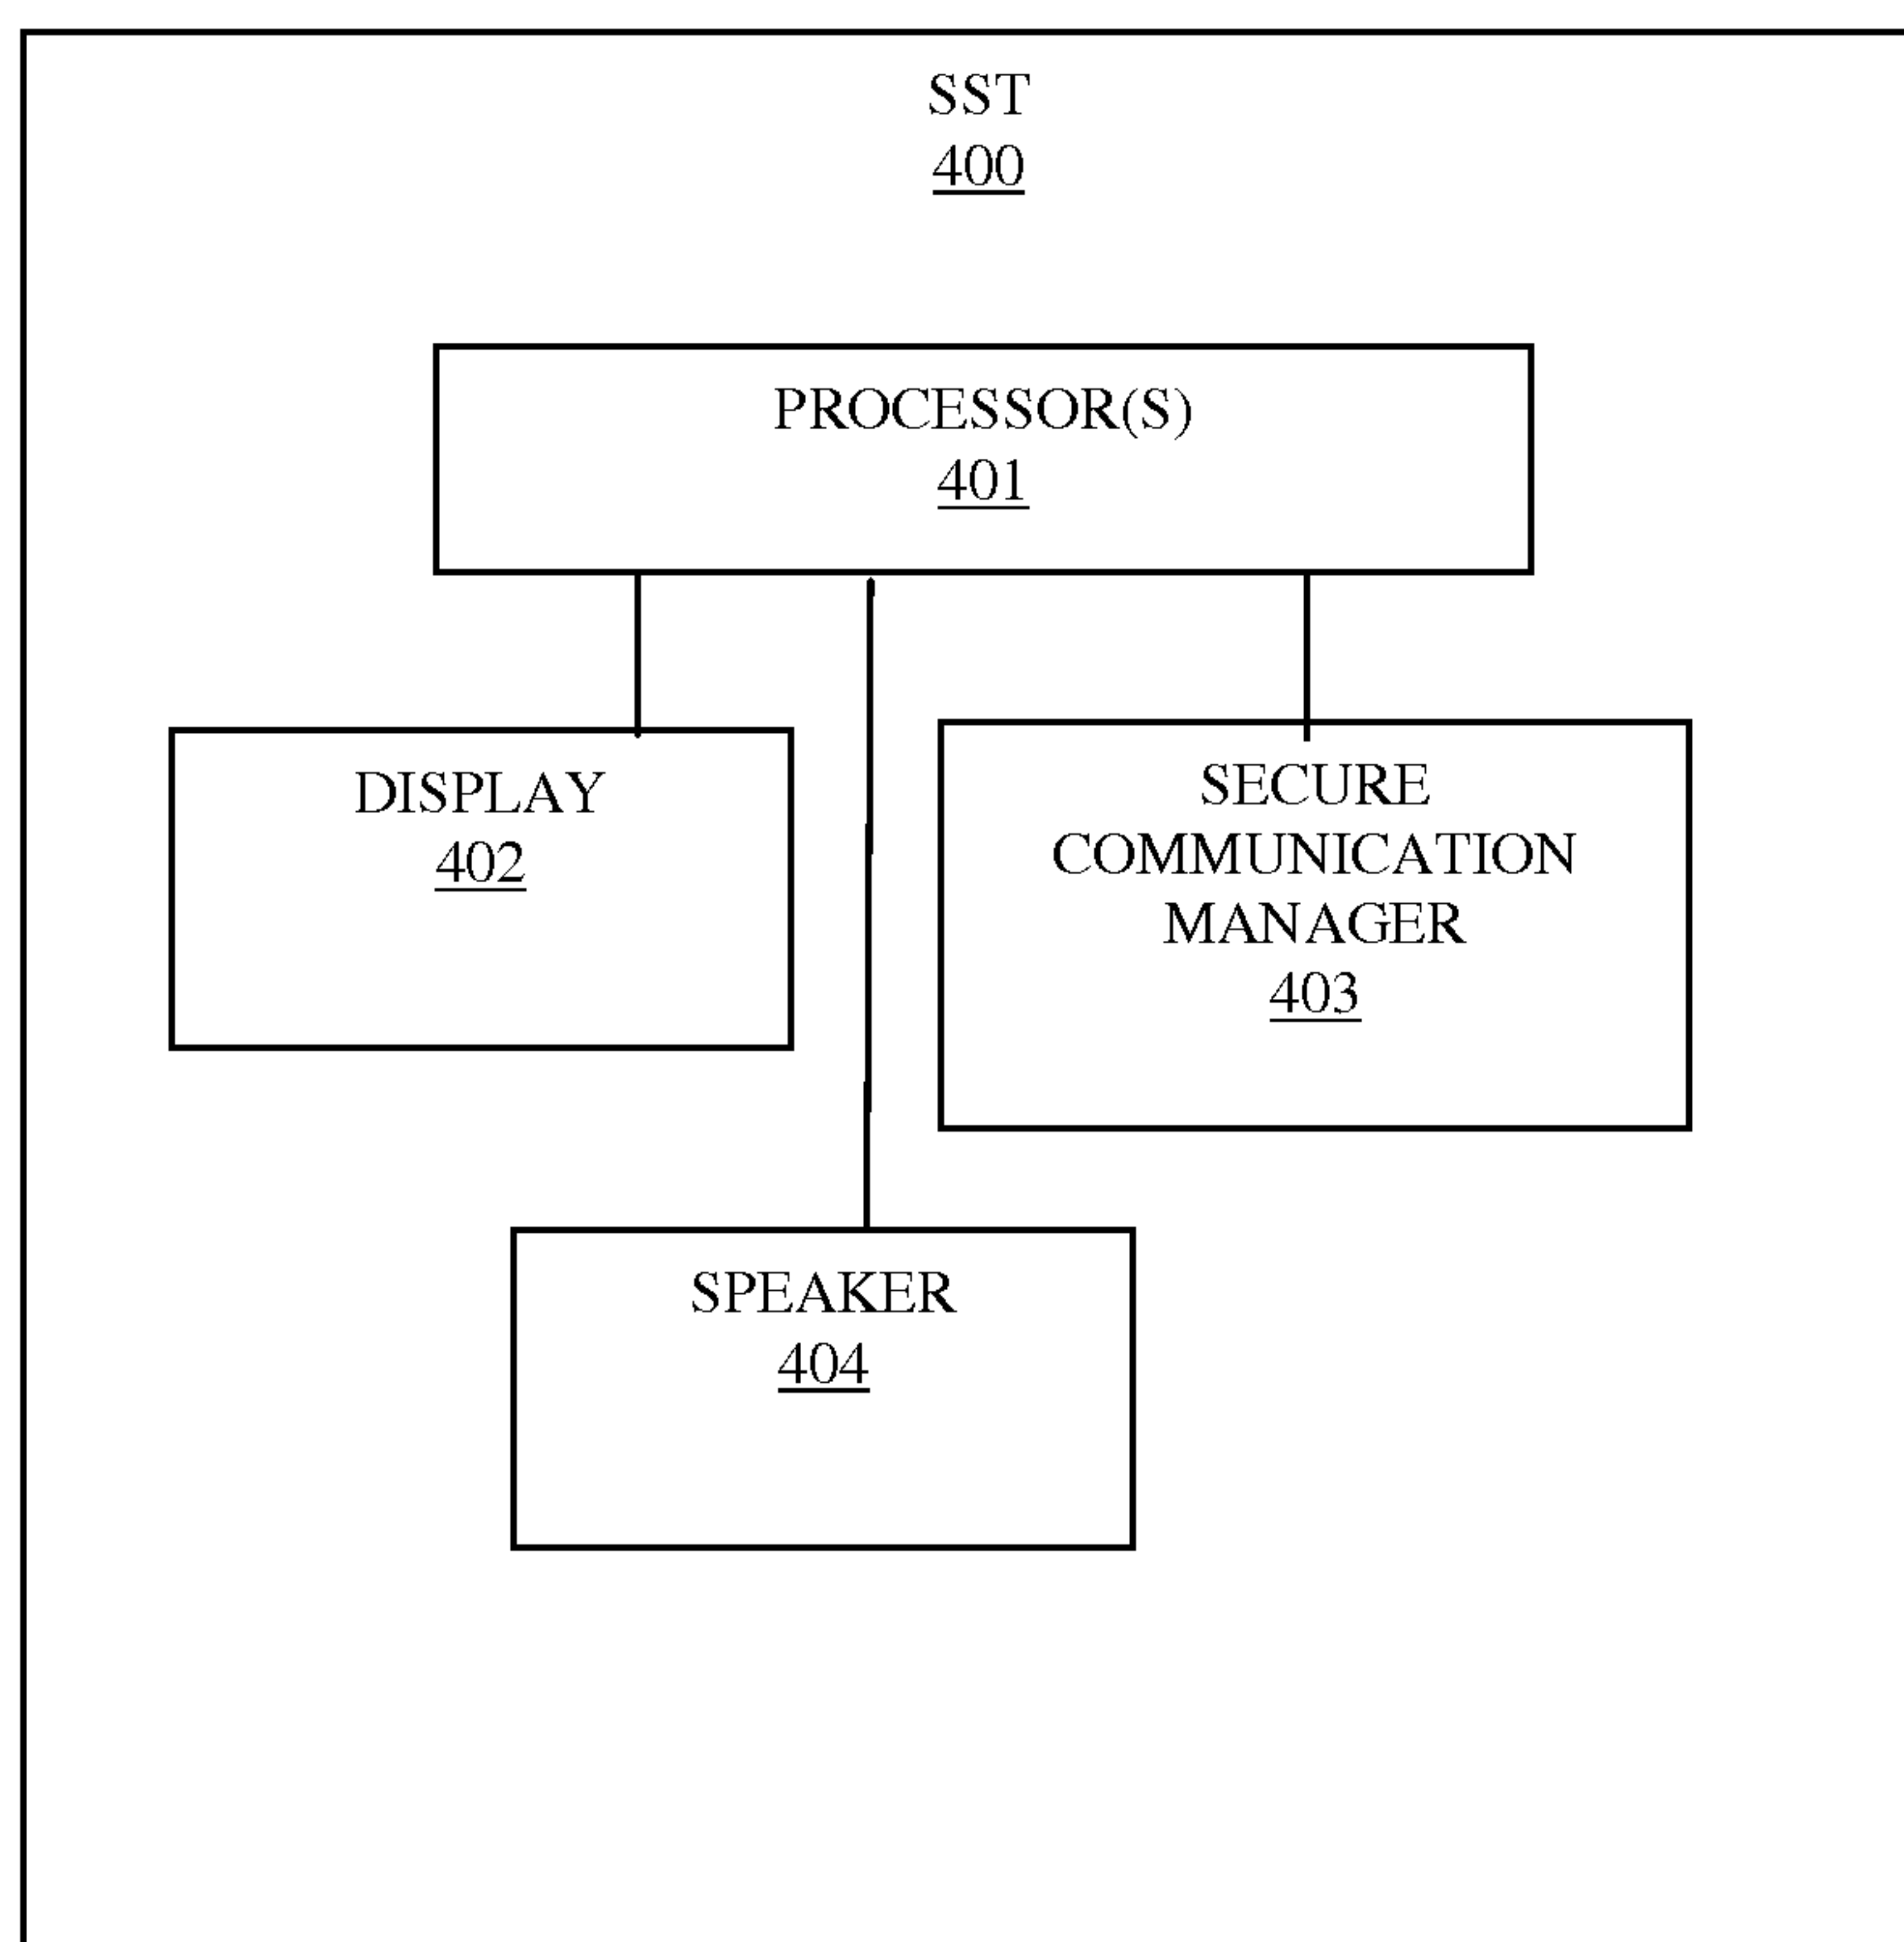 SST
400
PROCESSOR(S)
401
DISPLAY
402
SECURE
COMMUNICATION
MANAGER
403
SPEAKER
404